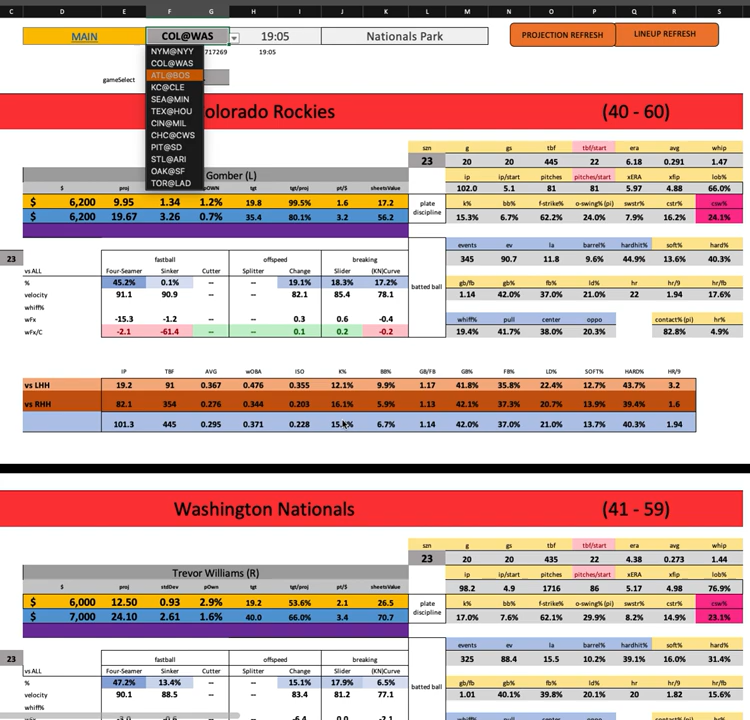 C D E F G H I J K L M N O P Q R S
MAIN COL@WAS 19:05 Nationals Park PROJECTION REFRESH LINEUP REFRESH
NYM@NYY 717269 19:05
COL@WAS
gameSelect ATL@BOS
KC@CLE
SEA@MIN
TEX@HOU
CIN@MIL
CHC@CWS
PIT@SD
STL@ARI
OAK@SF
TOR@LAD
olorado Rockies (40 - 60)
szn g gs tbf tbf/start era avg whip
23 20 20 445 22 6.18 0.291 1.47
Gomber (L) ip ip/start pitches pitches/start xERA xfip lob%
$ proj pOWN tgt tgt/proj pt/$ sheetsValue 102.0 5.1 81 81 5.97 4.88 66.0%
$ 6,200 9.95 1.34 1.2% 19.8 99.5% 1.6 17.2 plate discipline k% bb% f-strike% o-swing% (pi) swstr% cstr% csw%
$ 6,200 19.67 3.26 0.7% 35.4 80.1% 3.2 56.2 15.3% 6.7% 62.2% 24.0% 7.9% 16.2% 24.1%
events ev la barrel% hardhit% soft% hard%
23 fastball offspeed breaking 345 90.7 11.8 9.6% 44.9% 13.6% 40.3%
vs ALL Four-Seamer Sinker Cutter Splitter Change Slider (KN)Curve
% 45.2% 0.1% -- -- 19.1% 18.3% 17.2% batted ball gb/fb gb% fb% ld% hr hr/9 hr/fb
velocity 91.1 90.9 -- -- 82.1 85.4 78.1 1.14 42.0% 37.0% 21.0% 22 1.94 17.6%
whiff%
wFx -15.3 -1.2 -- -- 0.3 0.6 -0.4 whiff% pull center oppo contact% (pi) hr%
wFx/C -2.1 -61.4 -- -- 0.1 0.2 -0.2 19.4% 41.7% 38.0% 20.3% 82.8% 4.9%
IP TBF AVG wOBA ISO K% BB% GB/FB GB% FB% LD% SOFT% HARD% HR/9
vs LHH 19.2 91 0.367 0.476 0.355 12.1% 5.9% 1.17 41.8% 35.8% 22.4% 12.7% 43.7% 3.2
vs RHH 82.1 354 0.276 0.344 0.203 16.1% 5.9% 1.13 42.1% 37.3% 20.7% 13.9% 39.4% 1.6
101.3 445 0.295 0.371 0.228 6.7% 1.14 42.0% 37.0% 21.0% 13.7% 40.3% 1.94
Washington Nationals (41 - 59)
szn g gs tbf tbf/start era avg whip
23 20 20 435 22 4.38 0.273 1.44
Trevor Williams (R) ip ip/start pitches pitches/start xERA xfip lob%
$ proj stdDev pOwn tgt tgt/proj pt/$ sheetsValue 98.2 4.9 1716 86 5.17 4.98 76.9%
$ 6,000 12.50 0.93 2.9% 19.2 53.6% 2.1 26.5 plate discipline k% bb% f-strike% o-swing% (pi) swstr% cstr% csw%
$ 7,000 24.10 2.61 1.6% 40.0 66.0% 3.4 70.7 17.0% 7.6% 62.1% 29.9% 8.2% 14.9% 23.1%
events ev la barrel% hardhit% soft% hard%
23 fastball offspeed breaking 325 88.4 15.5 10.2% 39.1% 16.0% 31.4%
vs ALL Four-Seamer Sinker Cutter Splitter Change Slider (KN)Curve
% 47.2% 13.4% -- -- 15.1% 17.9% 6.5% batted ball gb/fb gb% fb% ld% hr hr/9 hr/fb
velocity 90.1 88.5 -- -- 83.4 81.2 77.1 1.01 40.1% 39.8% 20.1% 20 1.82 15.6%
whiff%
whiff% pull center oppo contact% (pi) hr%